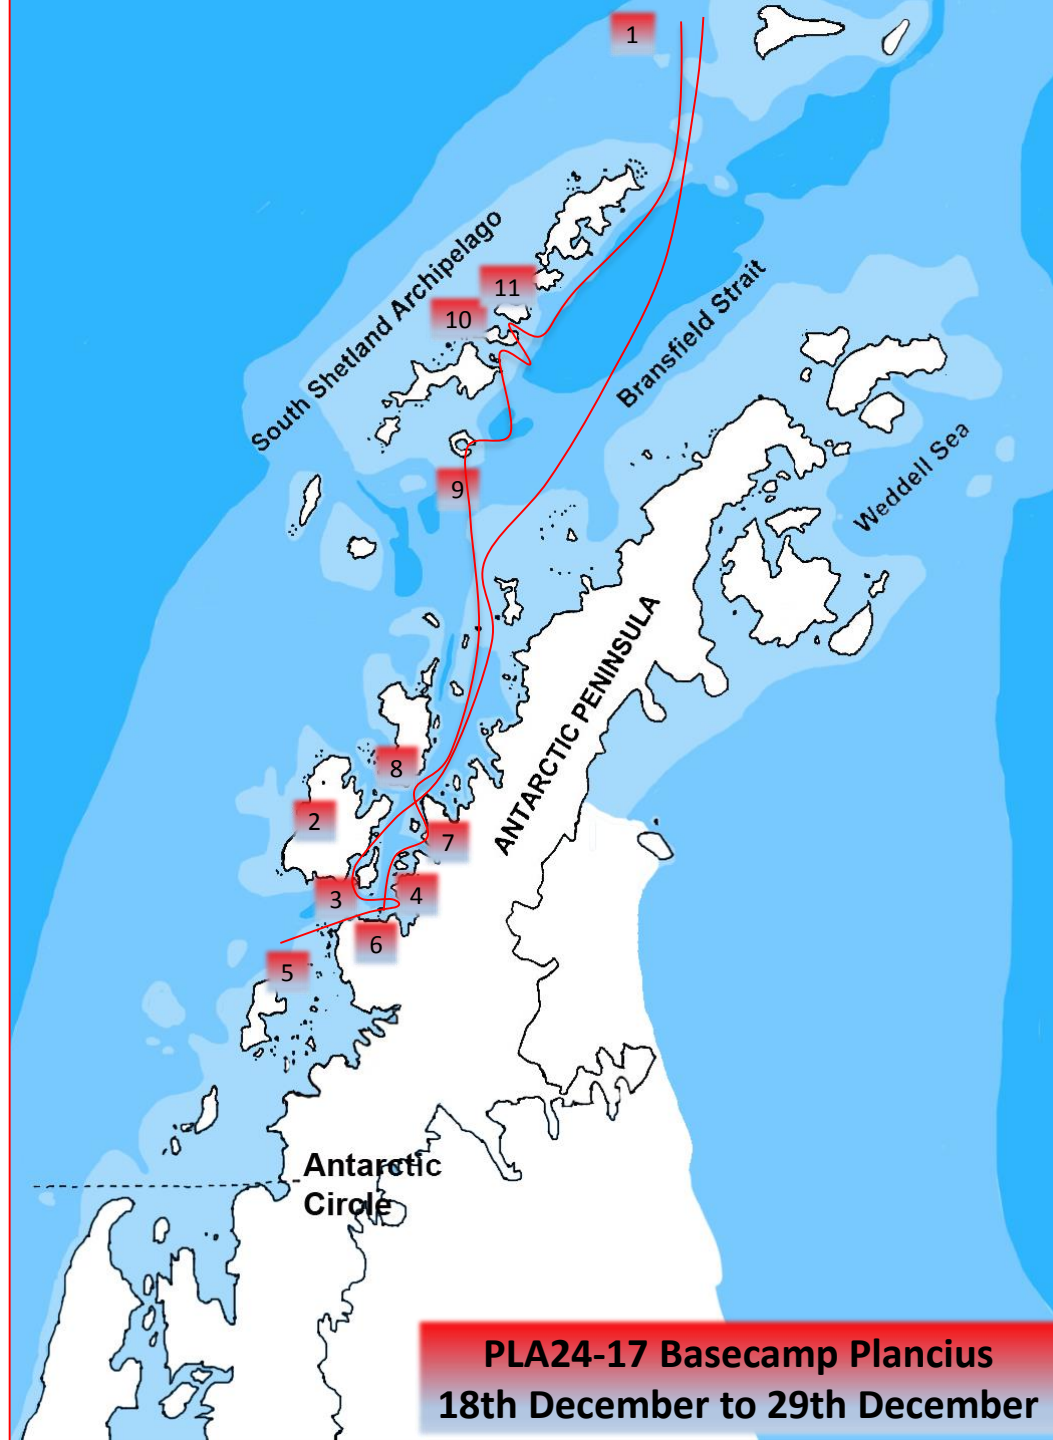 1
South Shetland Archipelago
11
10
Bransfield Strait
9
Weddell Sea
ANTARCTIC PENINSULA
8
2
7
3
4
6
5
Antarctic
Circle
PLA24-17 Basecamp Plancius
18th December to 29th December